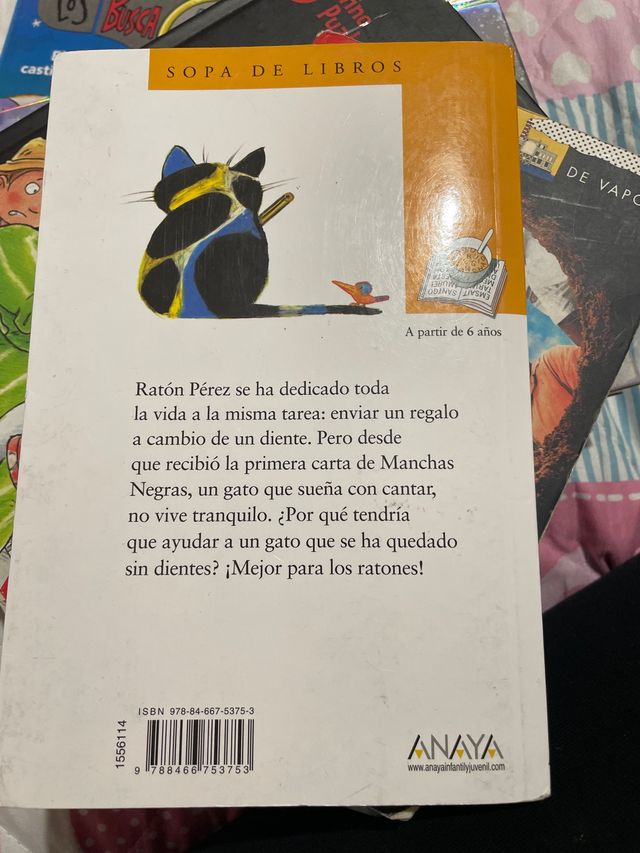 BUSCA
SOPA DE LIBROS
DE VAPO
A partir de 6 años
Ratón Pérez se ha dedicado toda
la vida a la misma tarea: enviar un regalo
a cambio de un diente. Pero desde
que recibió la primera carta de Manchas
Negras, un gato que sueña con cantar,
no vive tranquilo. ¿Por qué tendría
que ayudar a un gato que se ha quedado
sin dientes? ¡Mejor para los ratones!
ISBN 978-84-667-5375-3
1556114
9 788466 753753
ANAYA
www.anayainfantilyjuvenil.com